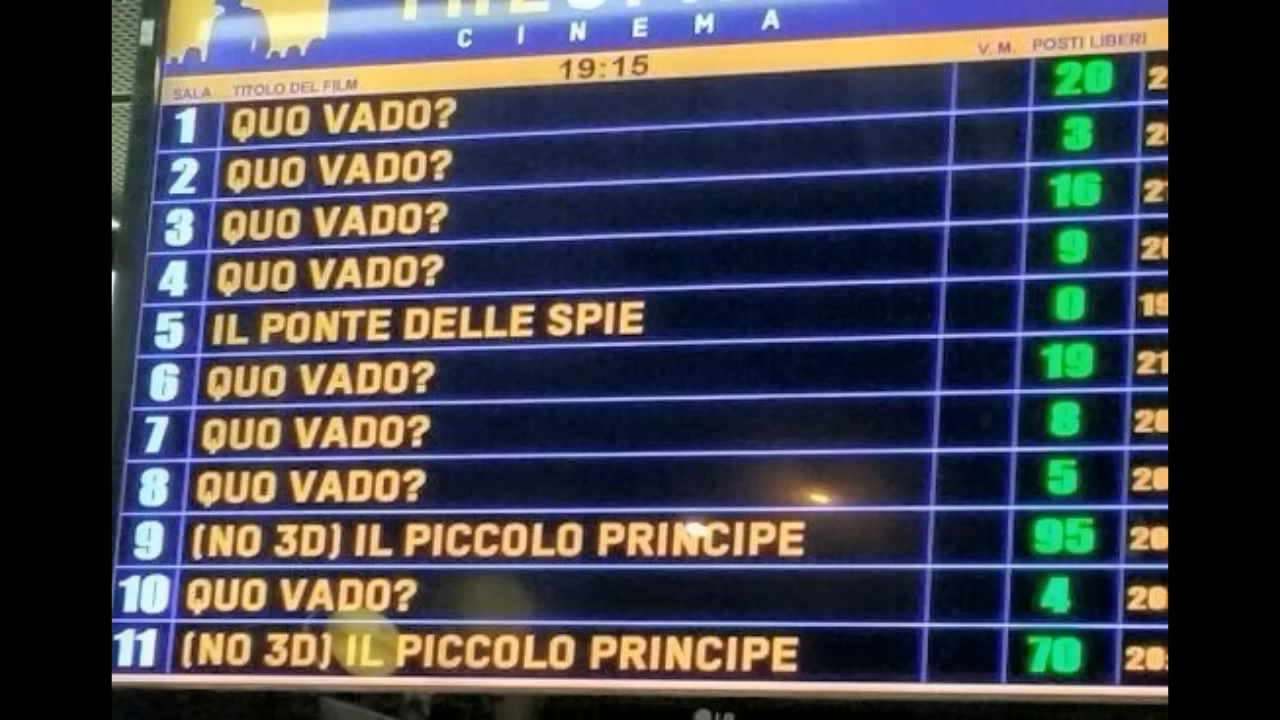 CINEMA
19:15
SALA TITOLO DEL FILM V. M. POSTI LIBERI
1 QUO VADO? 20
2 QUO VADO? 3
3 QUO VADO? 16
4 QUO VADO? 9
5 IL PONTE DELLE SPIE 0
6 QUO VADO? 19
7 QUO VADO? 8
8 QUO VADO? 5
9 (NO 3D) IL PICCOLO PRINCIPE 95
10 QUO VADO? 4
11 (NO 3D) IL PICCOLO PRINCIPE 70